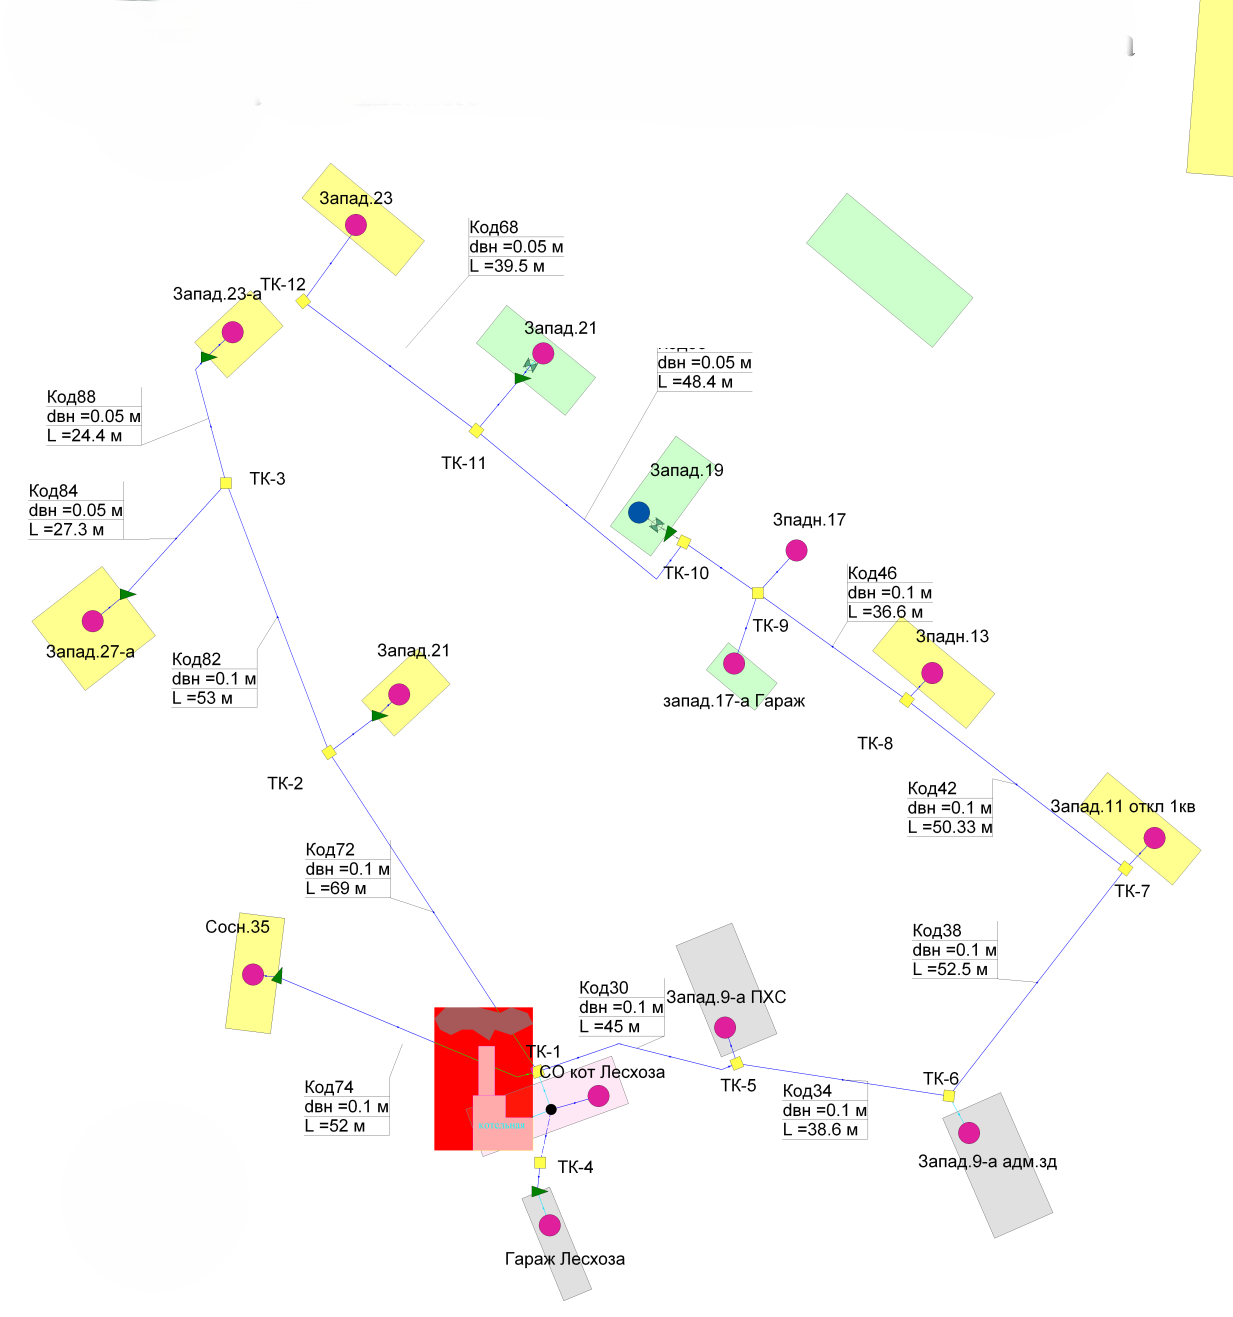 Запад.23
Код68
dвн =0.05 м
L =39.5 м
ТК-12
Запад.23-а
Запад.21
dвн =0.05 м
L =48.4 м
Код88
dвн =0.05 м
L =24.4 м
ТК-11
Запад.19
ТК-3
Код84
dвн =0.05 м
L =27.3 м
Зпадн.17
ТК-10
Код46
dвн =0.1 м
L =36.6 м
ТК-9
Зпадн.13
Запад.27-а
Запад.21
Код82
dвн =0.1 м
L =53 м
запад.17-а Гараж
ТК-8
ТК-2
Код42
dвн =0.1 м
L =50.33 м
Запад.11 откл 1кв
Код72
dвн =0.1 м
L =69 м
ТК-7
Сосн.35
Код38
dвн =0.1 м
L =52.5 м
Код30
dвн =0.1 м
L =45 м
Запад.9-а ПХС
ТК-1
СО кот Лесхоза
ТК-5
ТК-6
Код74
dвн =0.1 м
L =52 м
Код34
dвн =0.1 м
L =38.6 м
ТК-4
Запад.9-а адм.зд
Гараж Лесхоза